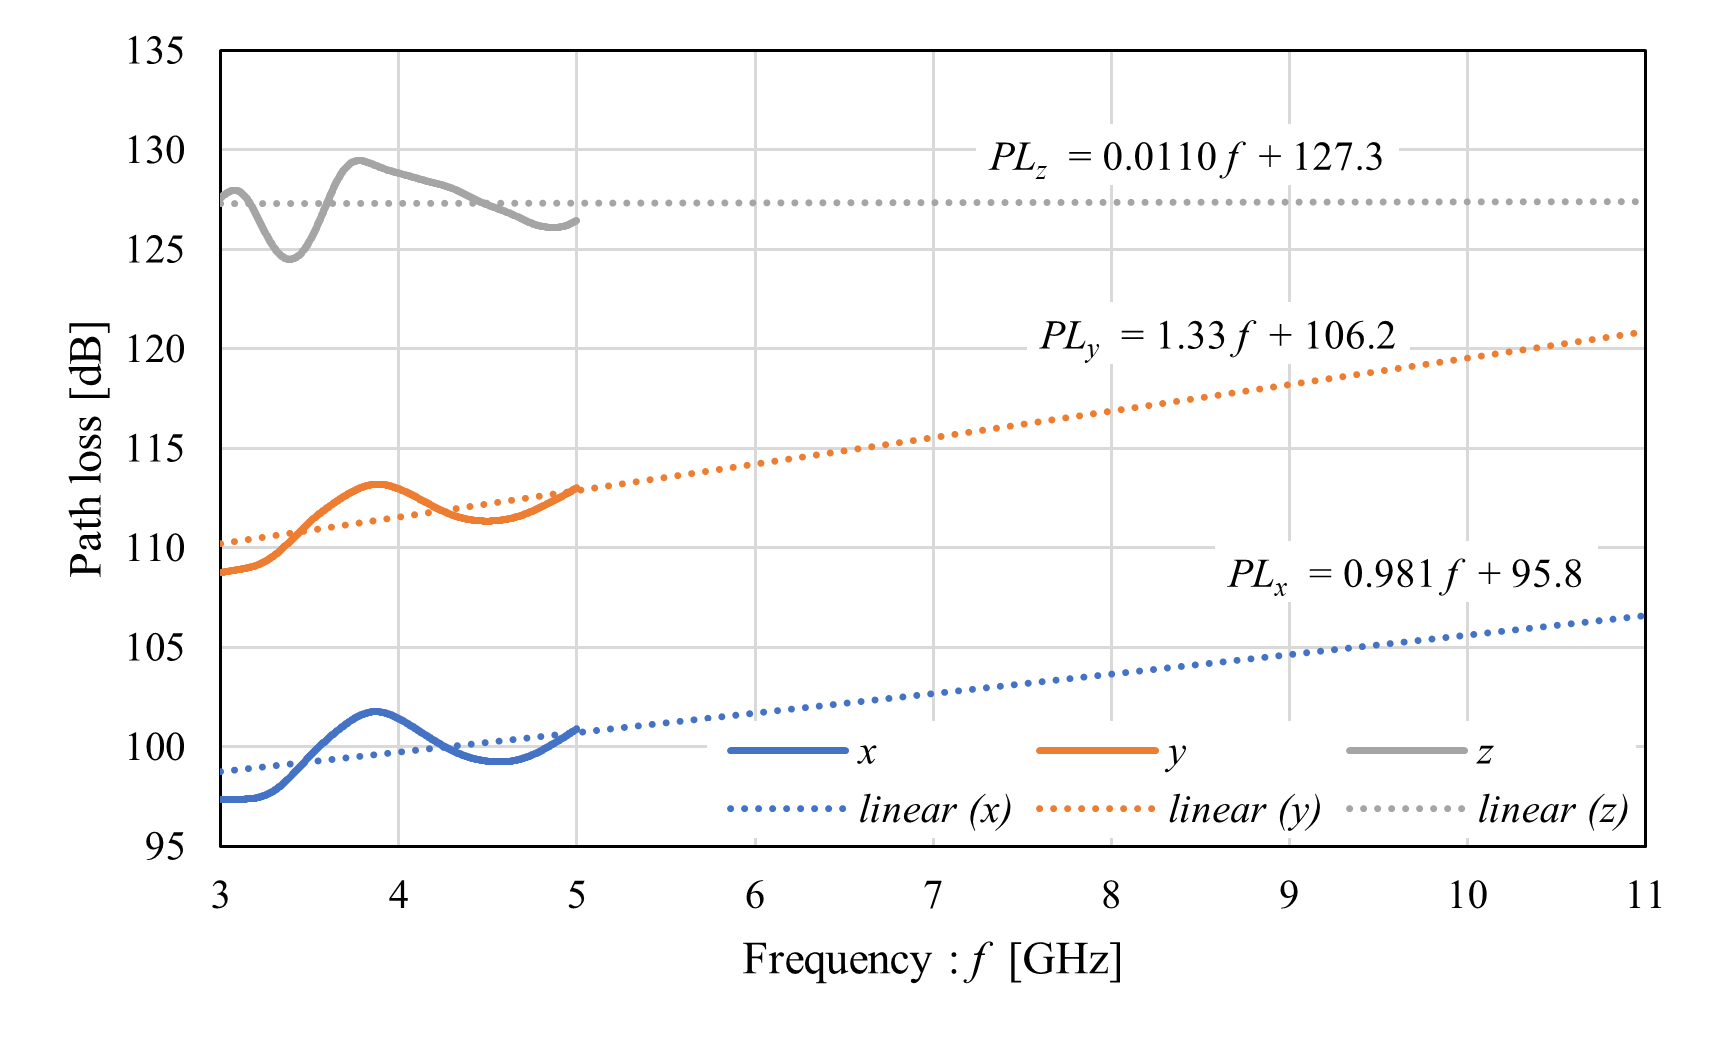 135
130
125
120
115
110
105
100
95
Path loss [dB]
PLz = 0.0110 f + 127.3
PLy = 1.33 f + 106.2
PLx = 0.981 f + 95.8
x y z
linear (x) linear (y) linear (z)
3 4 5 6 7 8 9 10 11
Frequency : f [GHz]